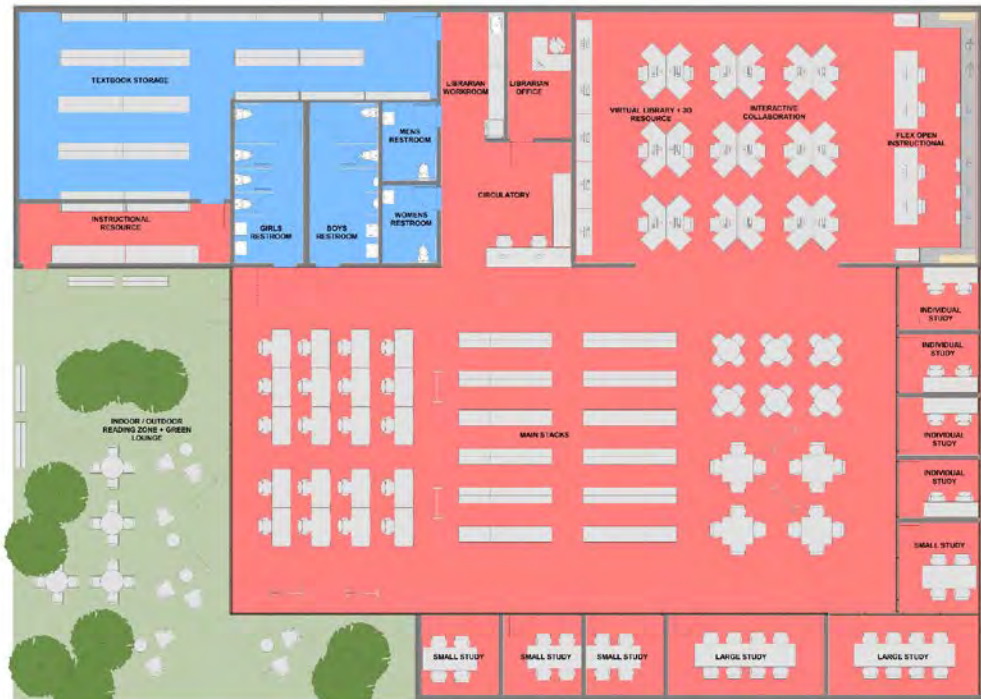 TEXTBOOK STORAGE
LIBRARIAN
WORKROOM
LIBRARIAN
OFFICE
VIRTUAL LIBRARY + 3D
RESOURCE
INTERACTIVE
COLLABORATION
FLEX OPEN
INSTRUCTIONAL
MENS
RESTROOM
CIRCULATORY
WOMENS
RESTROOM
INSTRUCTIONAL
RESOURCE
GIRLS
RESTROOM
BOYS
RESTROOM
INDIVIDUAL
STUDY
INDIVIDUAL
STUDY
INDOOR / OUTDOOR
READING ZONE + GREEN
LOUNGE
MAIN STACKS
INDIVIDUAL
STUDY
INDIVIDUAL
STUDY
SMALL STUDY
SMALL STUDY
SMALL STUDY
SMALL STUDY
LARGE STUDY
LARGE STUDY